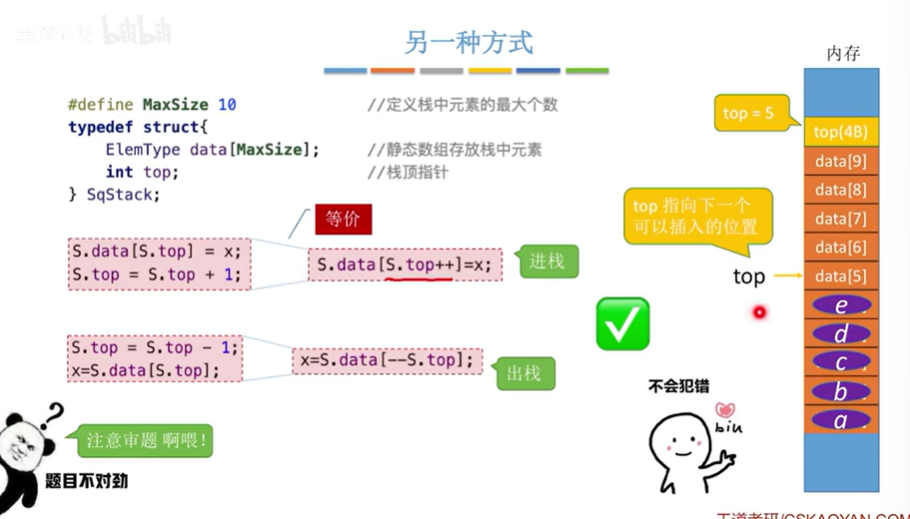 bilibili
另一种方式
内存
#define MaxSize 10 //定义栈中元素的最大个数
typedef struct{
ElemType data[MaxSize]; //静态数组存放栈中元素
int top; //栈顶指针
} SqStack;
top = 5
top(4B)
data[9]
data[8]
data[7]
data[6]
data[5]
e
d
c
b
a
top 指向下一个
可以插入的位置
top
等价
S.data[S.top] = x;
S.top = S.top + 1;
S.data[S.top++]=x;
进栈
S.top = S.top - 1;
x=S.data[S.top];
x=S.data[--S.top];
出栈
不会犯错
biu
注意审题 啊喂！
题目不对劲
王道考研/CSKAOYAN.COM